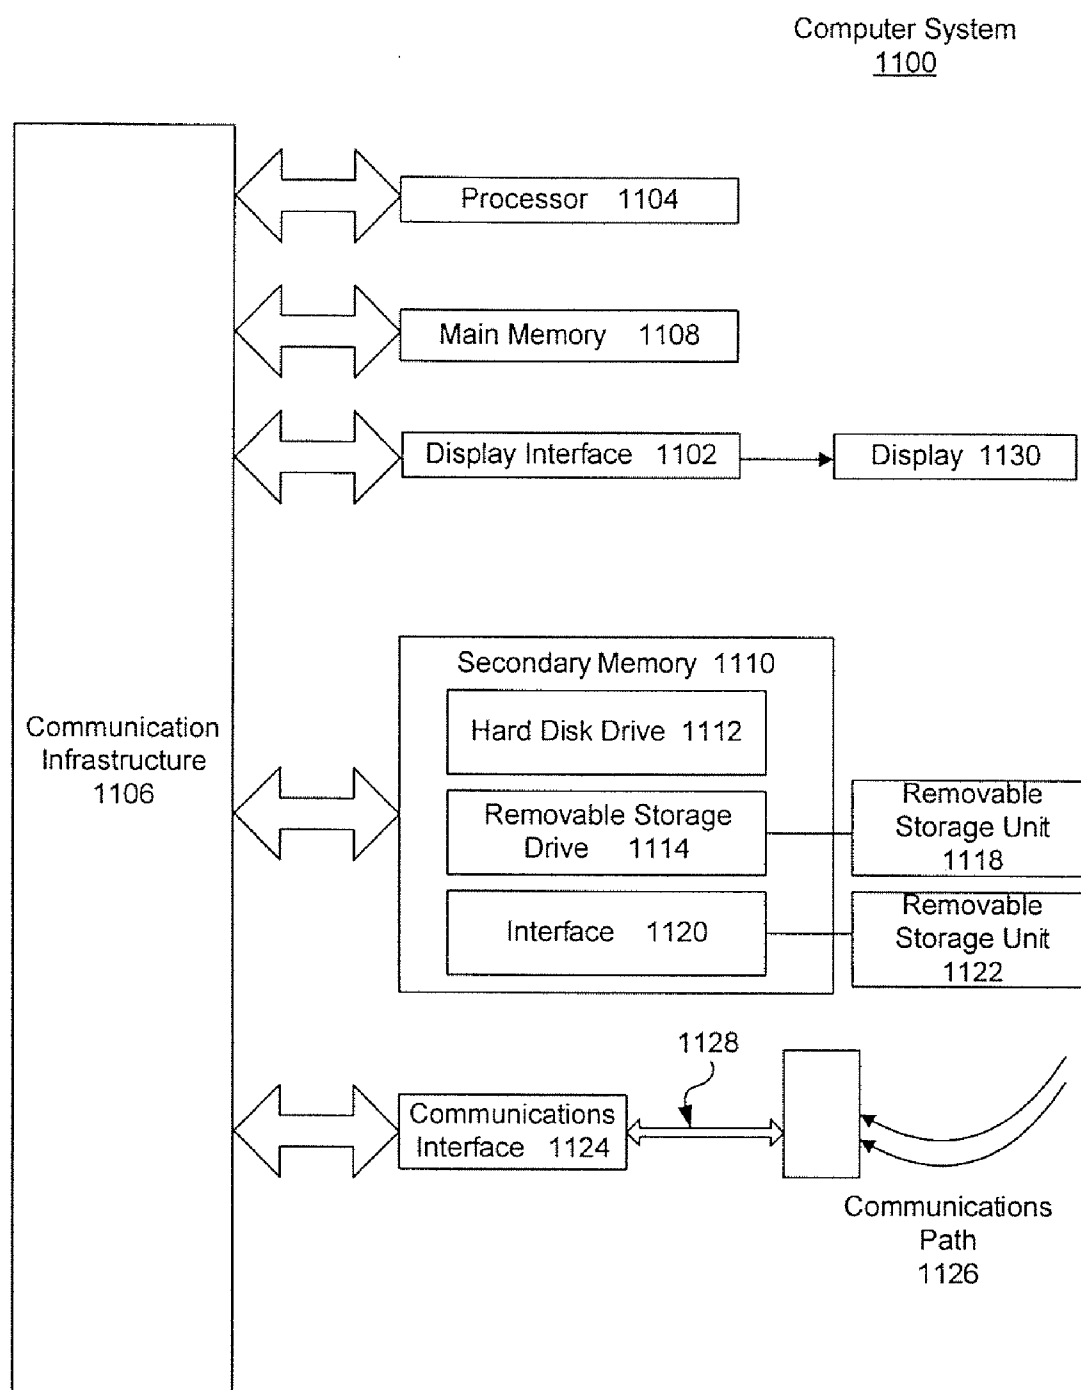 Computer System
1100
Processor 1104
Main Memory 1108
Display Interface 1102
Display 1130
Communication
Infrastructure
1106
Secondary Memory 1110
Hard Disk Drive 1112
Removable Storage
Drive 1114
Removable
Storage Unit
1118
Interface 1120
Removable
Storage Unit
1122
1128
Communications
Interface 1124
Communications
Path
1126